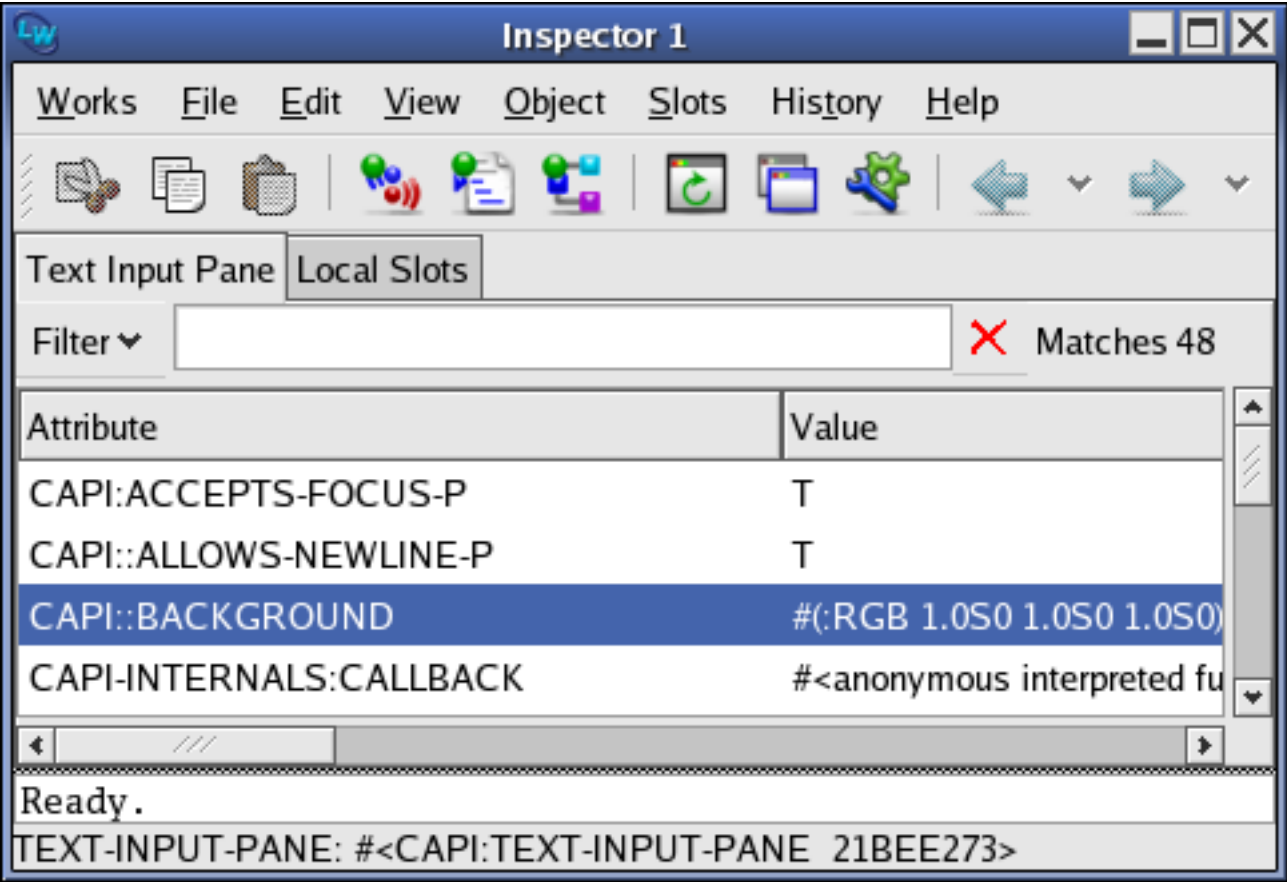 LW Inspector 1
Works File Edit View Object Slots History Help
Text Input Pane Local Slots
Filter Matches 48
Attribute Value
CAPI:ACCEPTS-FOCUS-P T
CAPI::ALLOWS-NEWLINE-P T
CAPI::BACKGROUND #(:RGB 1.0S0 1.0S0 1.0S0)
CAPI-INTERNALS:CALLBACK #<anonymous interpreted fu
Ready.
TEXT-INPUT-PANE: #<CAPI:TEXT-INPUT-PANE  21BEE273>